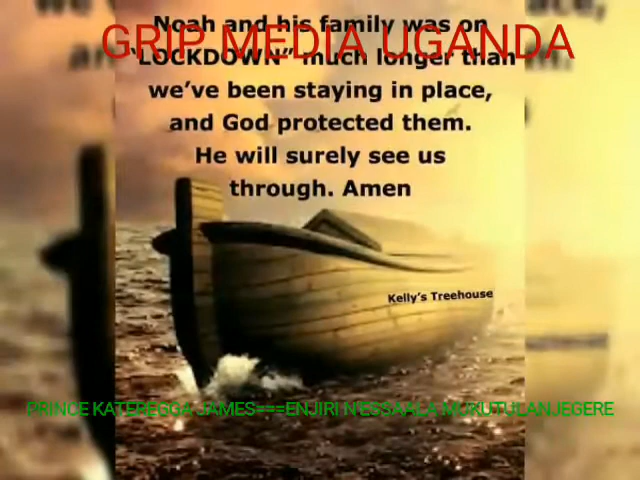 Noah and his family was on
GRIP MEDIA UGANDA
"LOCKDOWN" much longer than
we've been staying in place,
and God protected them.
He will surely see us
through. Amen
Kelly's Treehouse
PRINCE KATEREGGA JAMES===ENJIRI N'ESSAALA MUKUTULANJEGERE